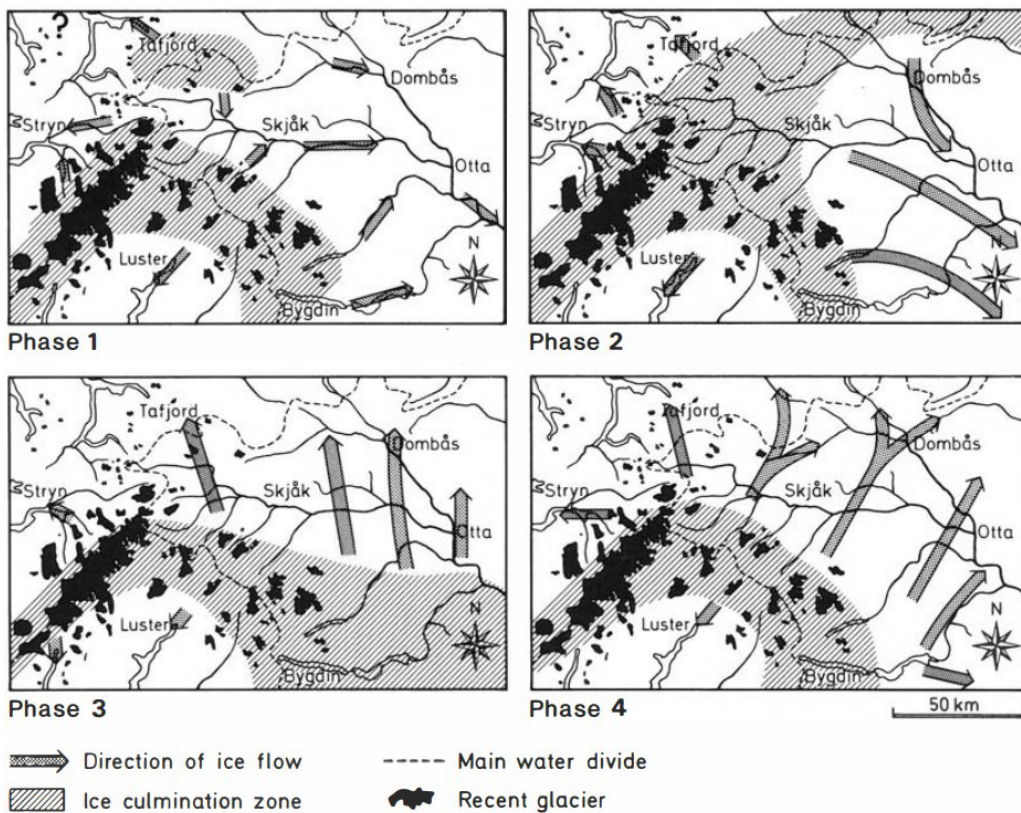 ?
Tafjord
Dombås
Stryn
Skjåk
Otta
Luster
N
Bygdin
Phase 1
Tafjord
Dombås
Stryn
Skjåk
Otta
Luster
N
Bygdin
Phase 2
Tafjord
Dombås
Stryn
Skjåk
Otta
Luster
N
Bygdin
Phase 3
Tafjord
Dombås
Stryn
Skjåk
Otta
Luster
N
Bygdin
Phase 4
50 km
Direction of ice flow
Main water divide
Ice culmination zone
Recent glacier